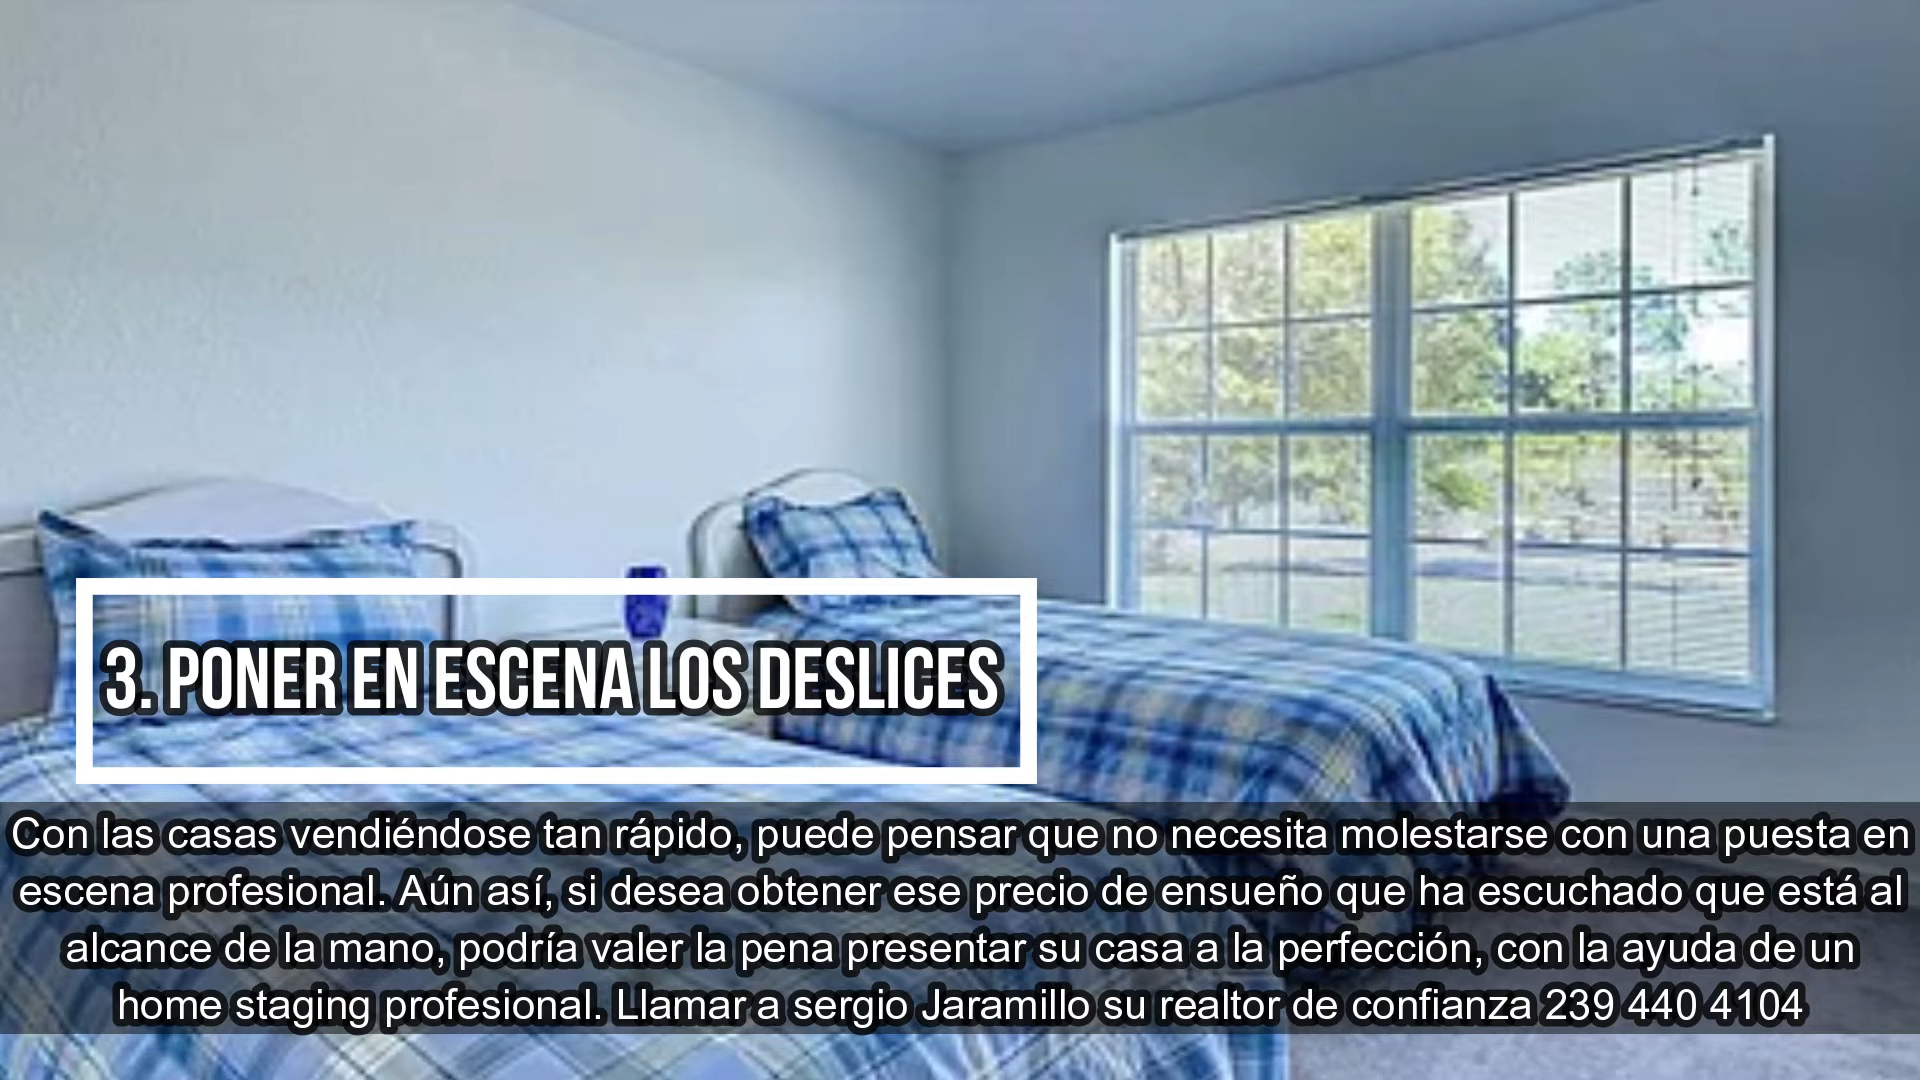 3. PONER EN ESCENA LOS DESLICES
Con las casas vendiéndose tan rápido, puede pensar que no necesita molestarse con una puesta en
escena profesional. Aún así, si desea obtener ese precio de ensueño que ha escuchado que está al
alcance de la mano, podría valer la pena presentar su casa a la perfección, con la ayuda de un
home staging profesional. Llamar a sergio Jaramillo su realtor de confianza 239 440 4104